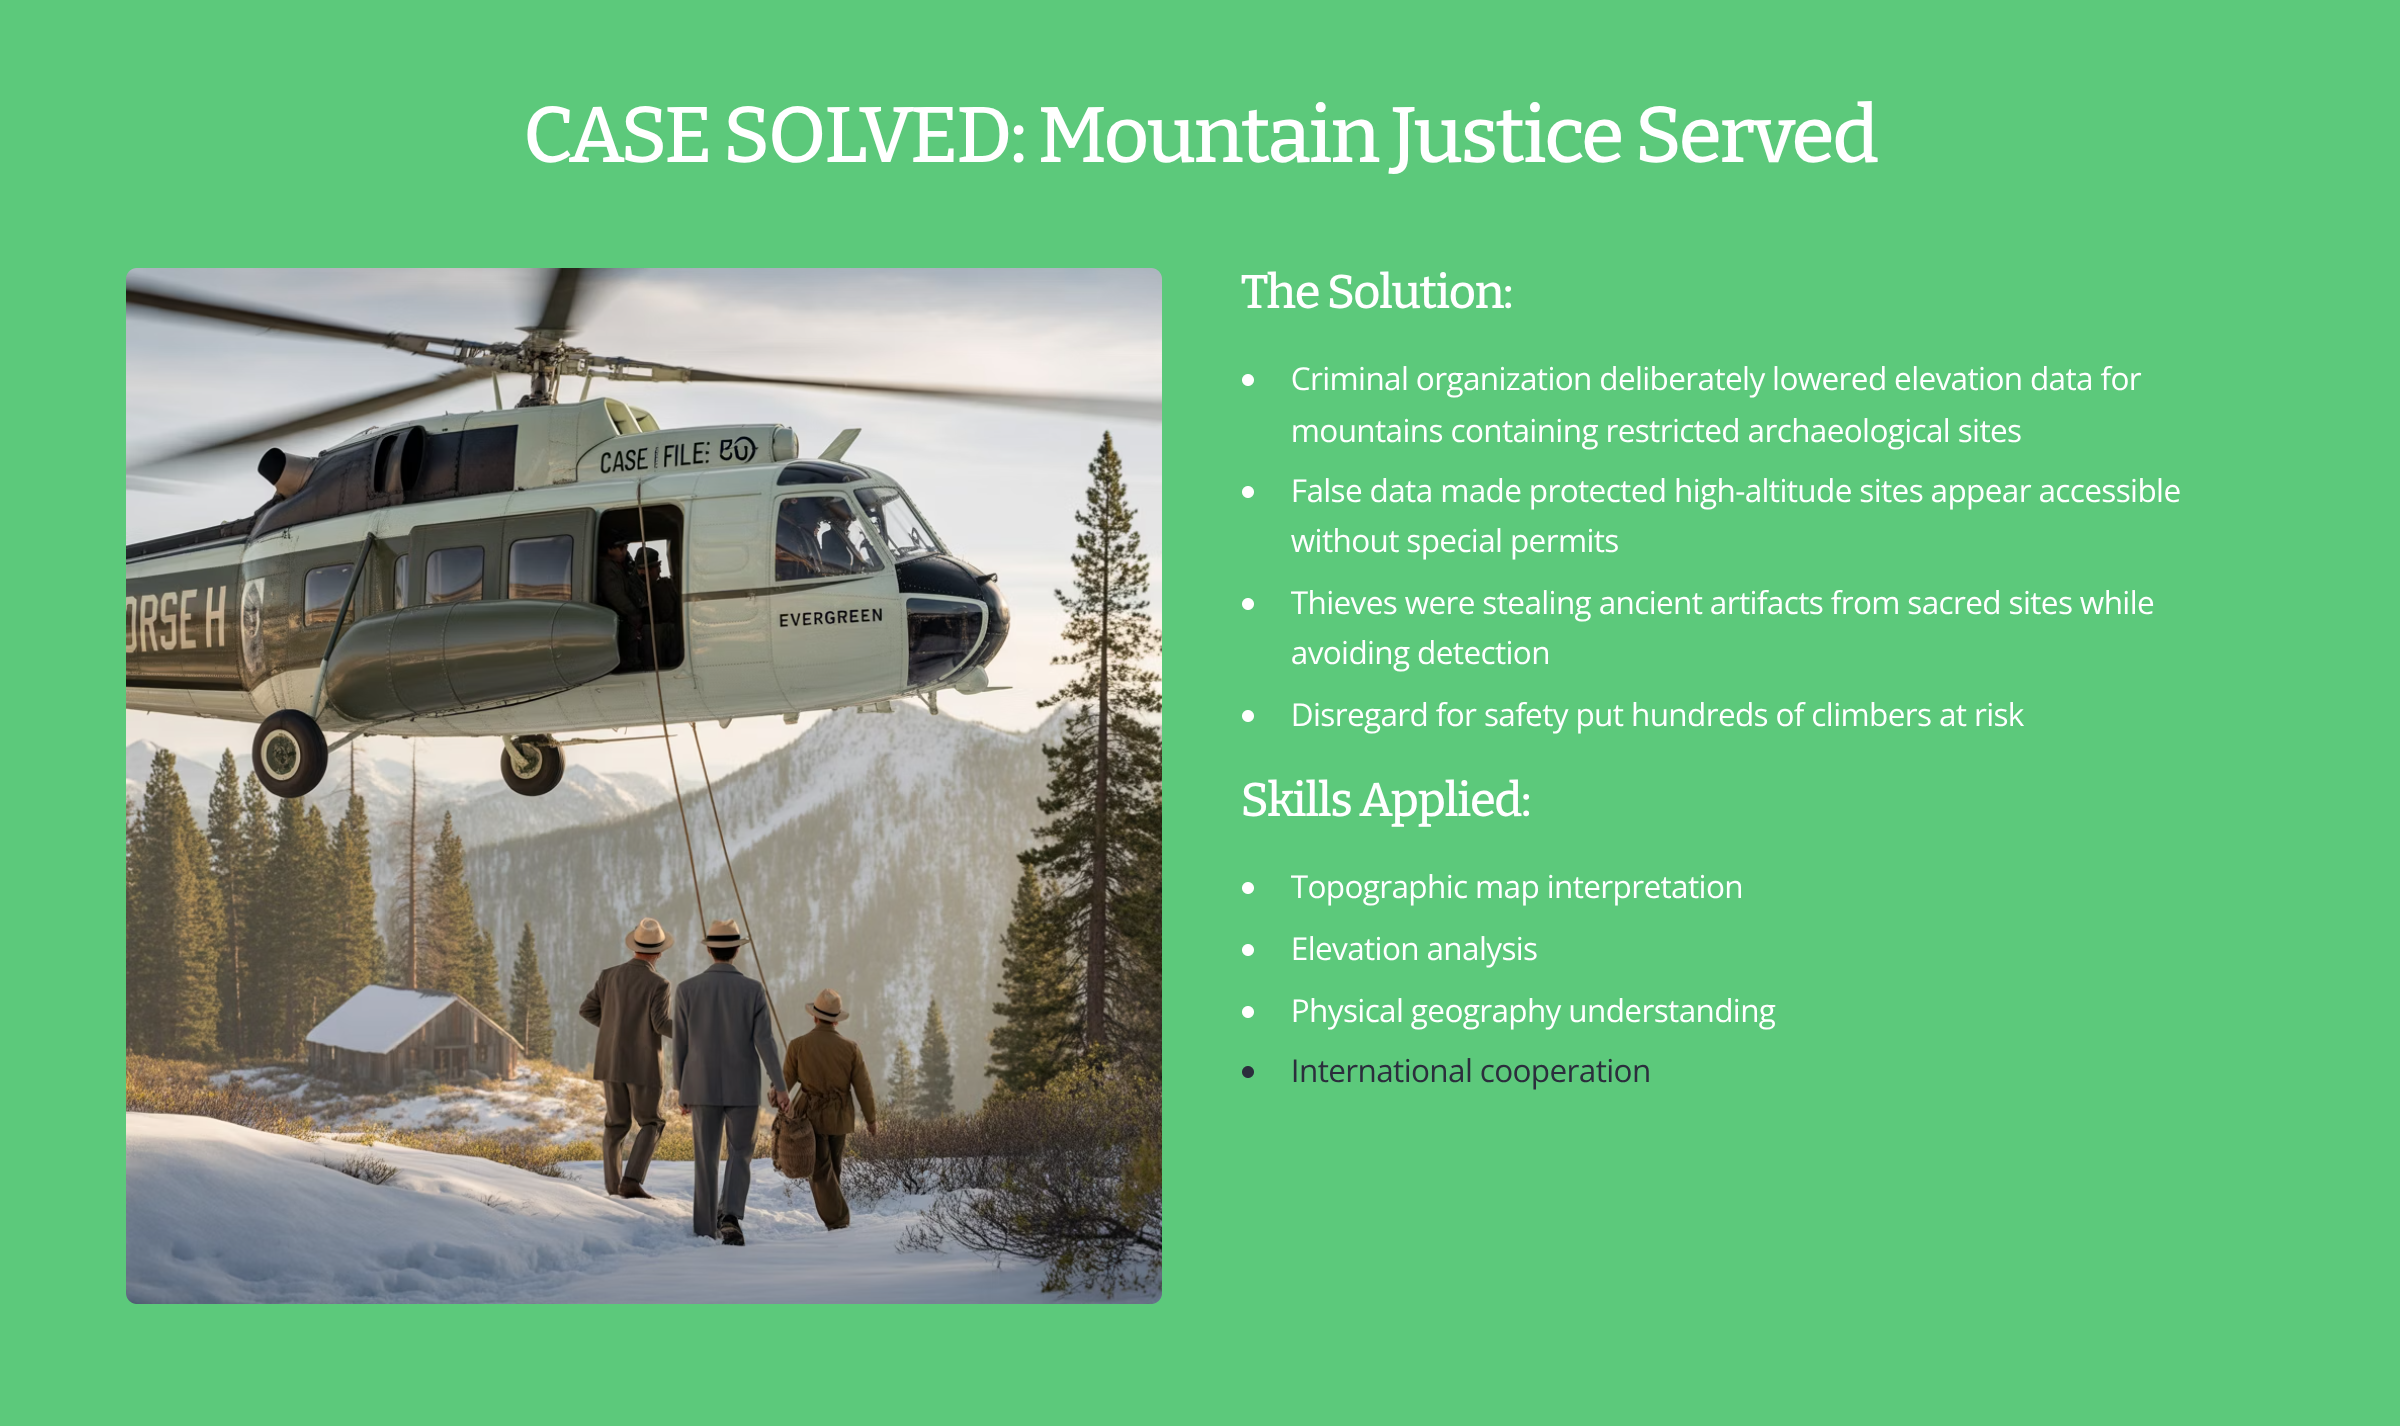 CASE SOLVED: Mountain Justice Served
CASE FILE:
ORSE H
EVERGREEN
The Solution:
• Criminal organization deliberately lowered elevation data for
mountains containing restricted archaeological sites
• False data made protected high-altitude sites appear accessible
without special permits
• Thieves were stealing ancient artifacts from sacred sites while
avoiding detection
• Disregard for safety put hundreds of climbers at risk
Skills Applied:
• Topographic map interpretation
• Elevation analysis
• Physical geography understanding
• International cooperation